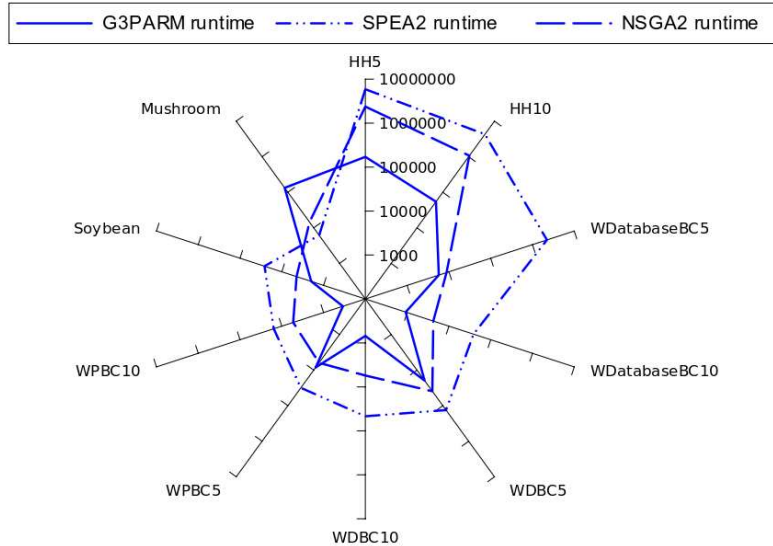 G3PARM runtime SPEA2 runtime NSGA2 runtime
HH5
10000000
Mushroom
HH10
1000000
100000
Soybean
WDatabaseBC5
10000
1000
WPBC10
WDatabaseBC10
WPBC5
WDBC5
WDBC10